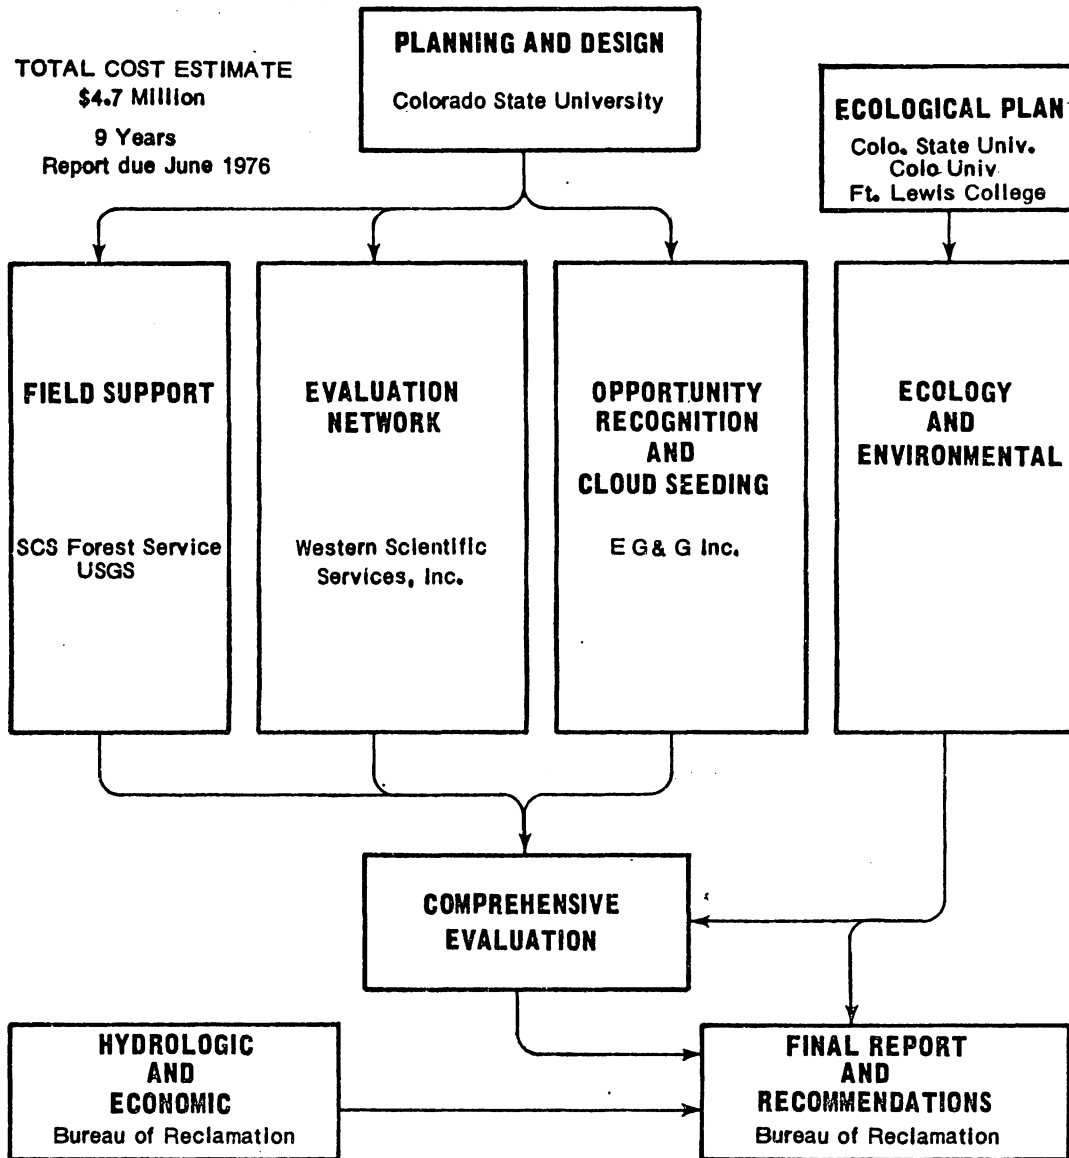 PLANNING AND DESIGN
Colorado State University
TOTAL COST ESTIMATE
$4.7 Million
9 Years
Report due June 1976
ECOLOGICAL PLAN
Colo. State Univ.
Colo Univ
Ft. Lewis College
FIELD SUPPORT
SCS Forest Service
USGS
EVALUATION
NETWORK
Western Scientific
Services, Inc.
OPPORTUNITY
RECOGNITION
AND
CLOUD SEEDING
E G & G Inc.
ECOLOGY
AND
ENVIRONMENTAL
COMPREHENSIVE
EVALUATION
HYDROLOGIC
AND
ECONOMIC
Bureau of Reclamation
FINAL REPORT
AND
RECOMMENDATIONS
Bureau of Reclamation